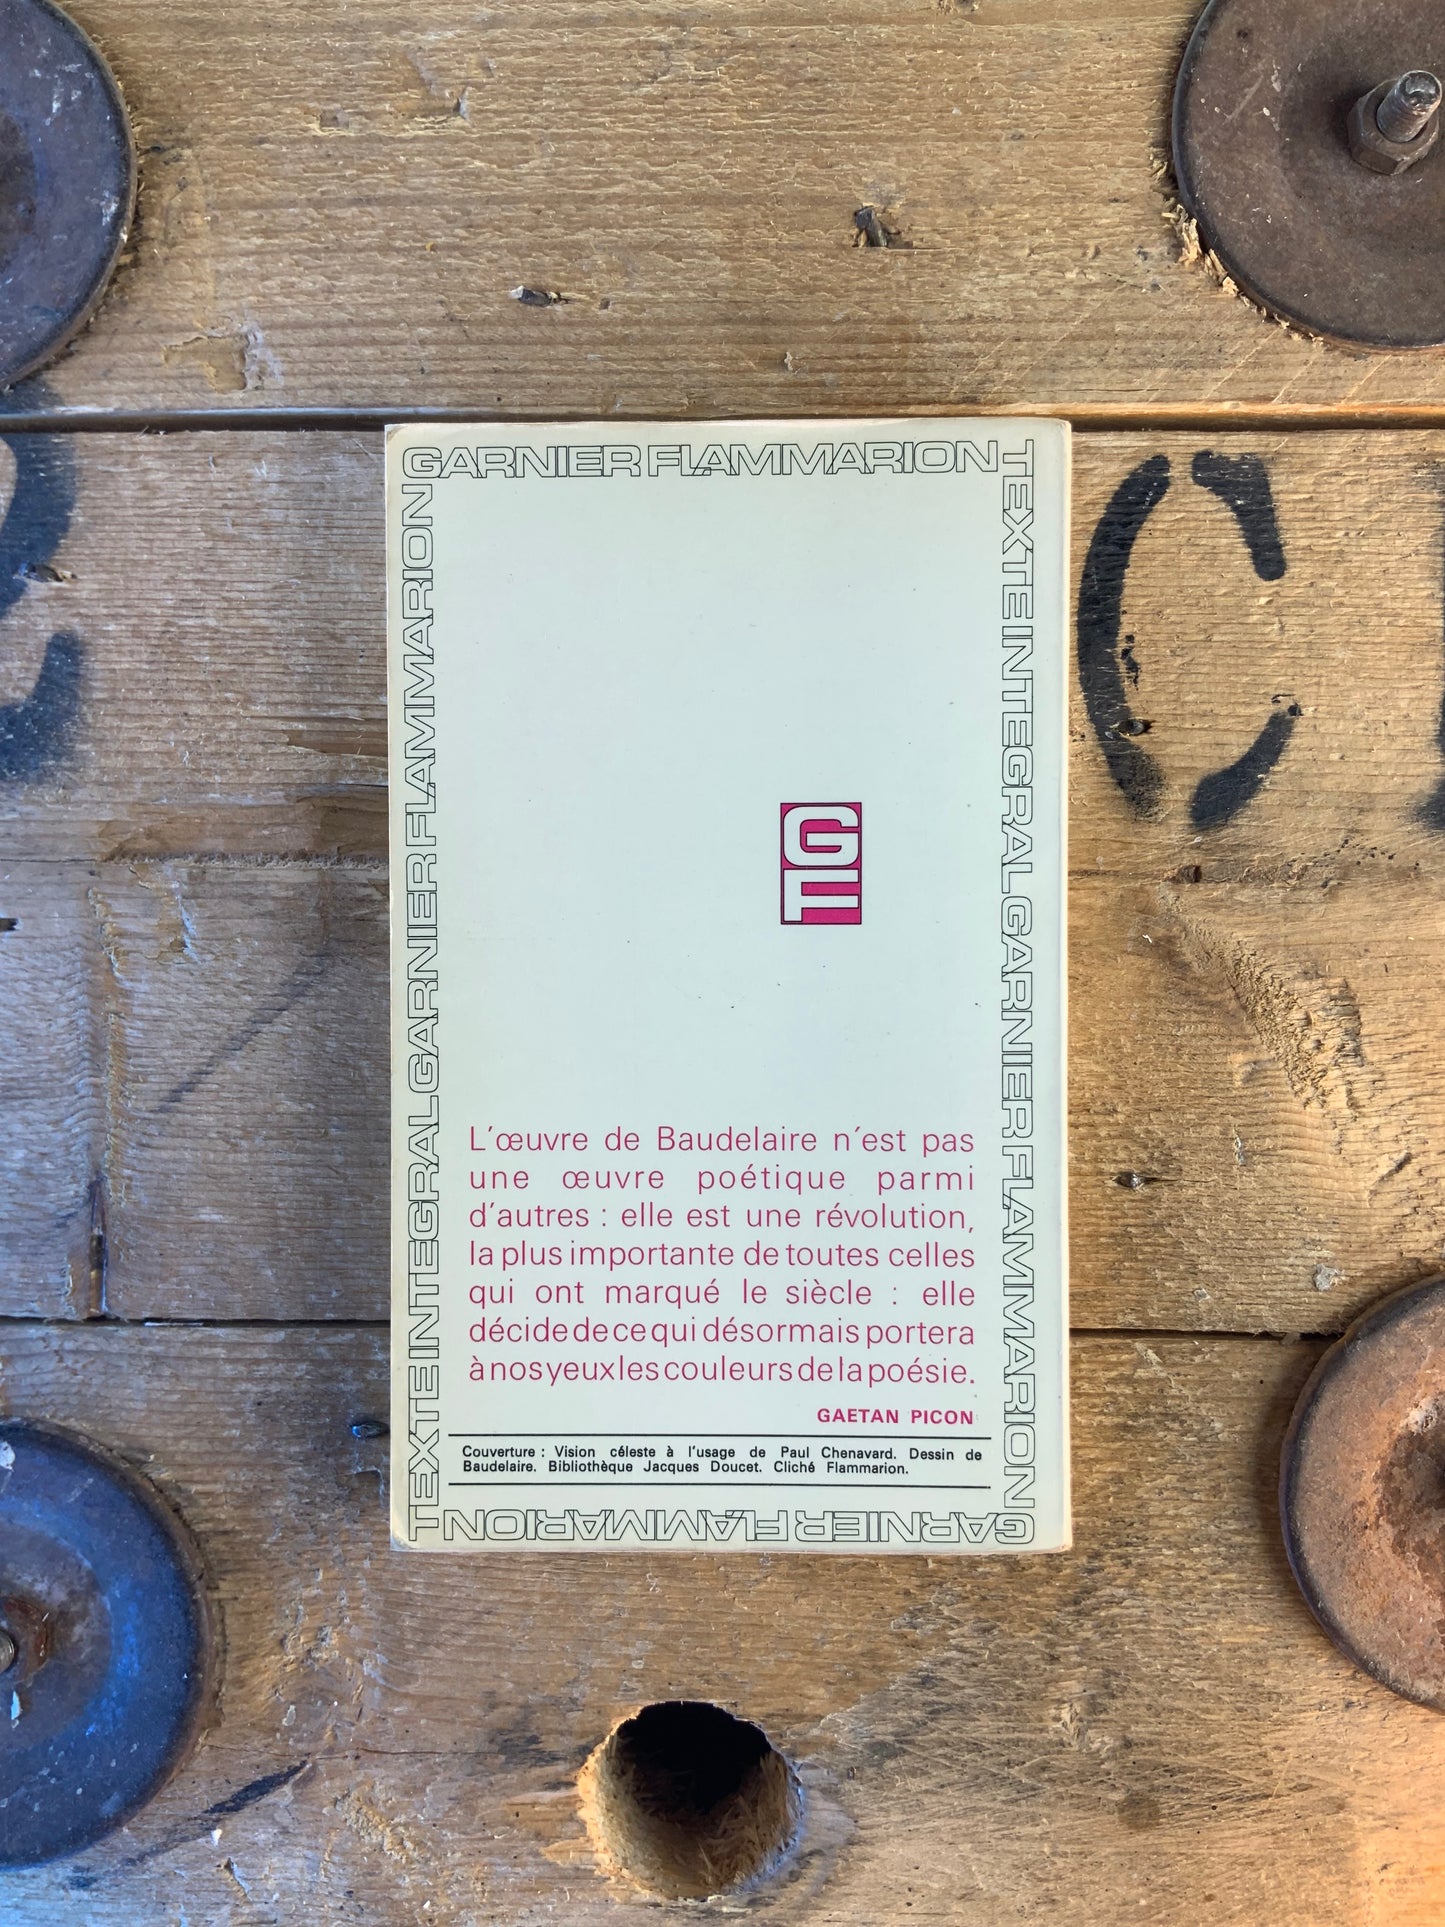 GARNIER FLAMMARION
TEXTE INTEGRAL GARNIER FLAMMARION
TEXTE INTEGRAL GARNIER FLAMMARION
GARNIER FLAMMARION
GF
L'œuvre de Baudelaire n'est pas
une œuvre poétique parmi
d'autres : elle est une révolution,
la plus importante de toutes celles
qui ont marqué le siècle : elle
décide de ce qui désormais portera
à nos yeux les couleurs de la poésie.
GAETAN PICON
Couverture : Vision céleste à l'usage de Paul Chenavard. Dessin de
Baudelaire. Bibliothèque Jacques Doucet. Cliché Flammarion.
GARNIER FLAMMARION
C